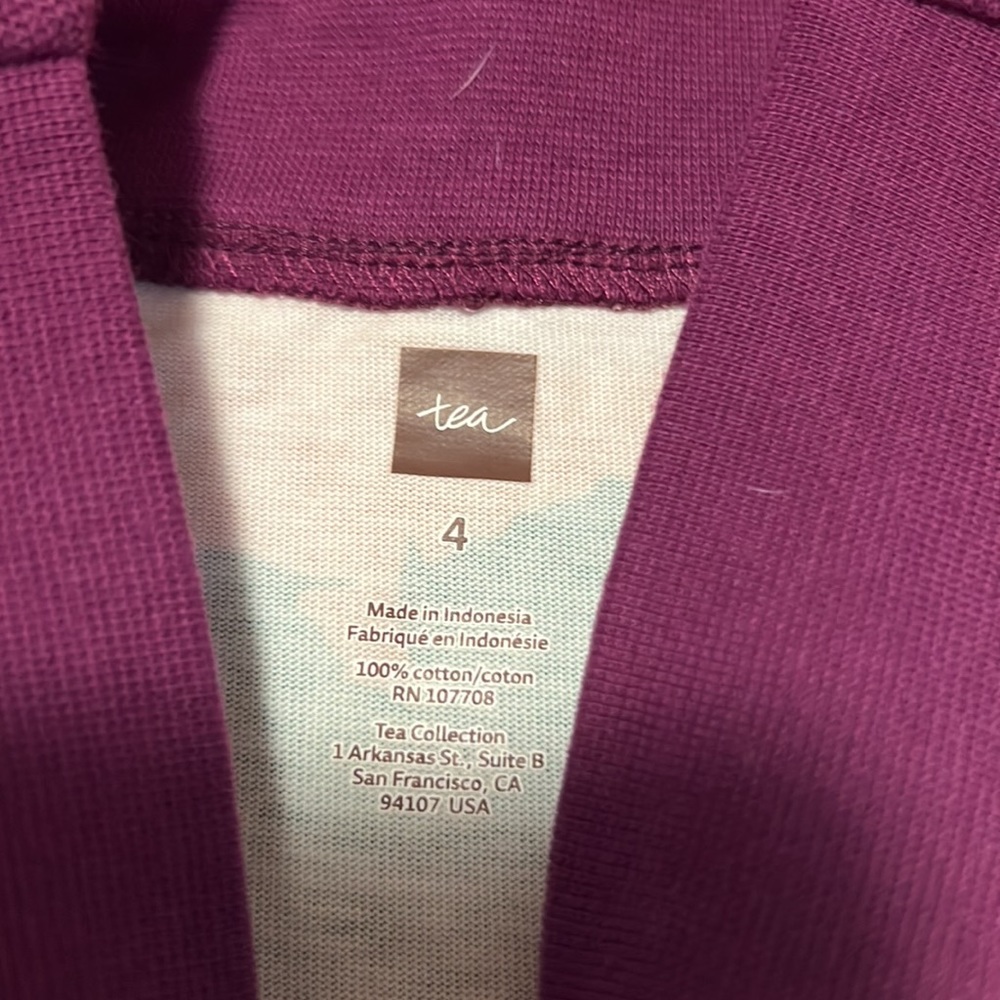 tea
4
Made in Indonesia
Fabriqué en Indonésie
100% cotton/coton
RN 107708
Tea Collection
1 Arkansas St., Suite B
San Francisco, CA
94107 USA